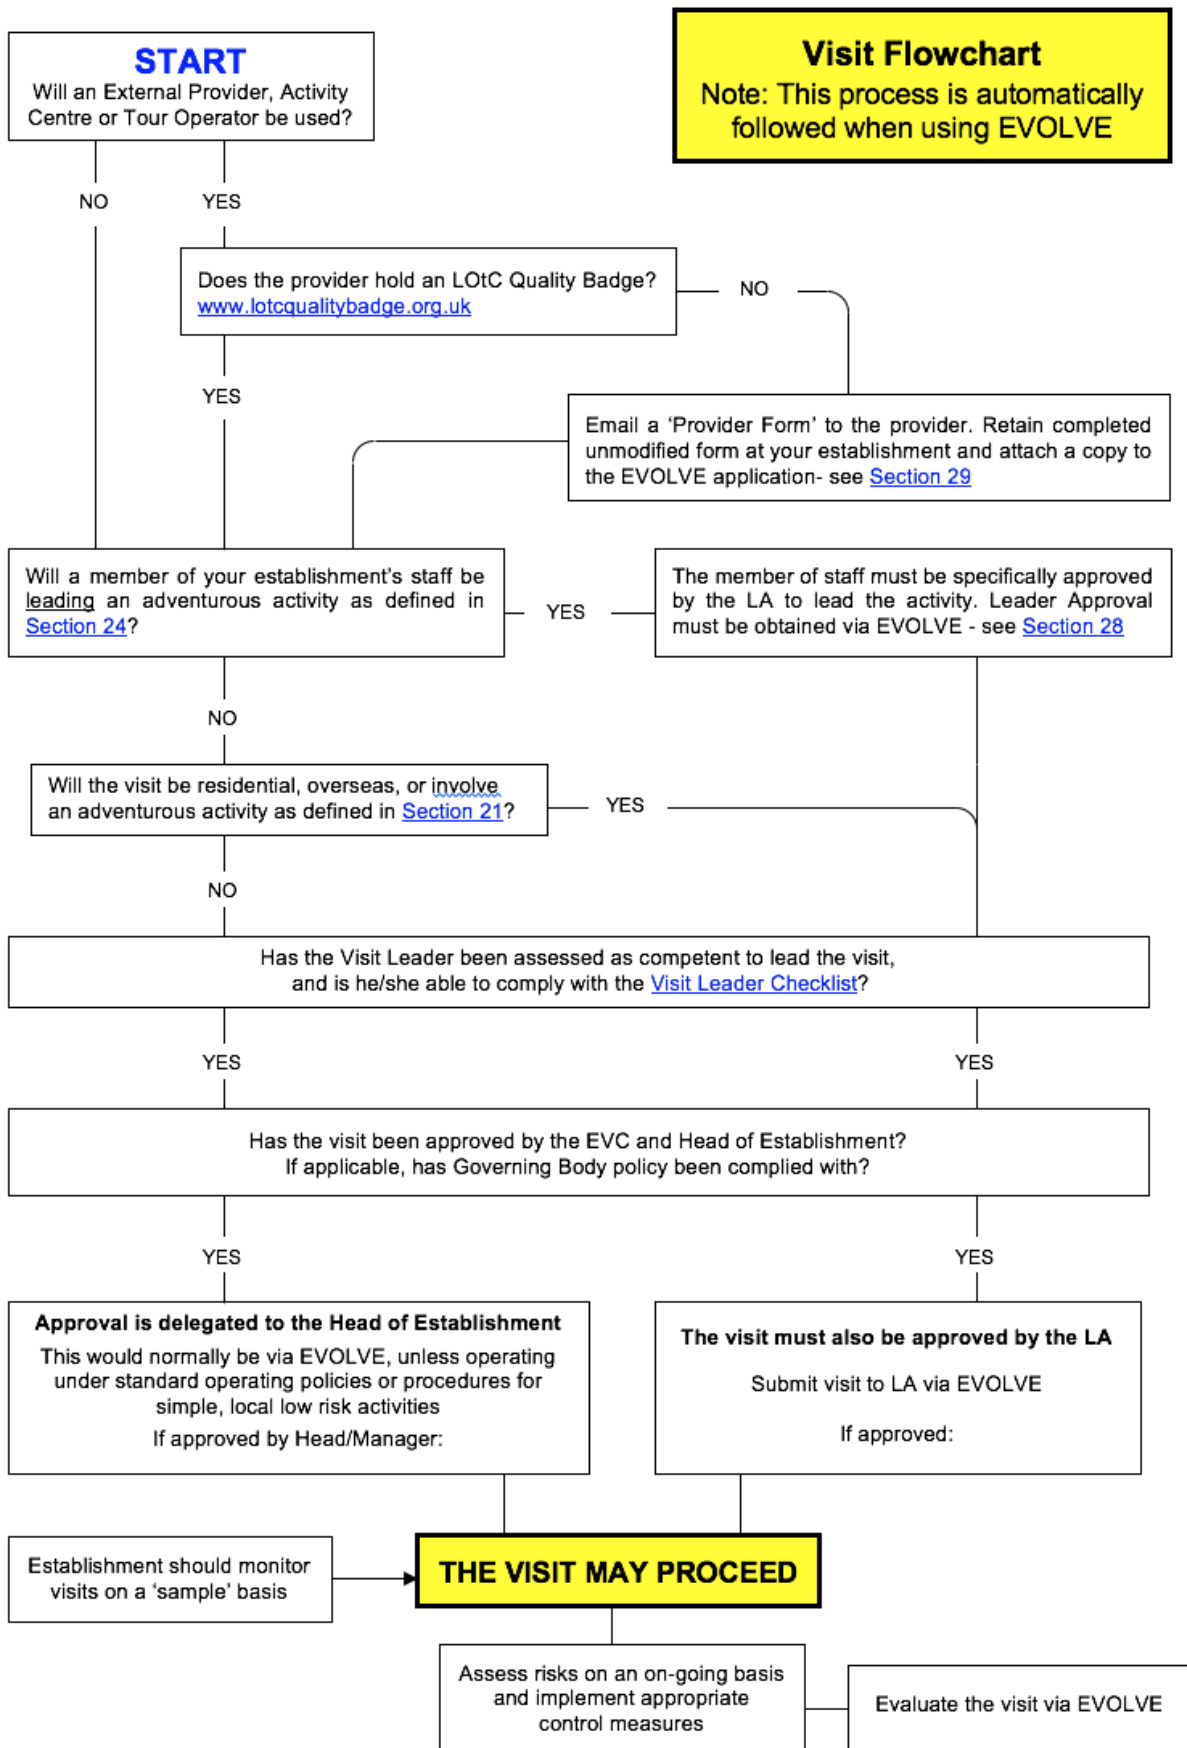 START
Will an External Provider, Activity
Centre or Tour Operator be used?
Visit Flowchart
Note: This process is automatically
followed when using EVOLVE
NO
YES
Does the provider hold an LOtC Quality Badge?
www.lotcqualitybadge.org.uk
NO
YES
Email a ‘Provider Form’ to the provider. Retain completed
unmodified form at your establishment and attach a copy to
the EVOLVE application- see Section 29
Will a member of your establishment's staff be
leading an adventurous activity as defined in
Section 24?
YES
The member of staff must be specifically approved
by the LA to lead the activity. Leader Approval
must be obtained via EVOLVE - see Section 28
NO
Will the visit be residential, overseas, or involve
an adventurous activity as defined in Section 21?
YES
NO
Has the Visit Leader been assessed as competent to lead the visit,
and is he/she able to comply with the Visit Leader Checklist?
YES
YES
Has the visit been approved by the EVC and Head of Establishment?
If applicable, has Governing Body policy been complied with?
YES
YES
Approval is delegated to the Head of Establishment
This would normally be via EVOLVE, unless operating
under standard operating policies or procedures for
simple, local low risk activities
If approved by Head/Manager:
The visit must also be approved by the LA
Submit visit to LA via EVOLVE
If approved:
Establishment should monitor
visits on a ‘sample’ basis
THE VISIT MAY PROCEED
Assess risks on an on-going basis
and implement appropriate
control measures
Evaluate the visit via EVOLVE